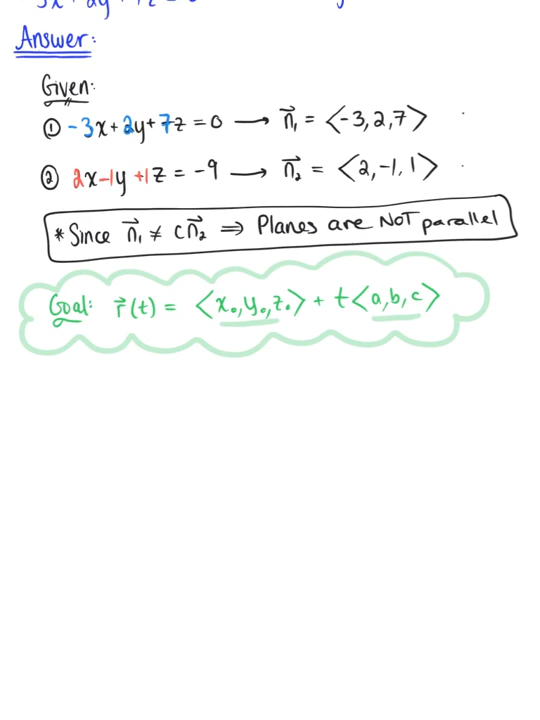 Answer:
Given:
① -3x+2y+7z = 0 → n⃗₁ = <-3, 2, 7>
② 2x-1y+1z = -9 → n⃗₂ = <2, -1, 1>
* Since n⃗₁ ≠ cn⃗₂ ⇒ Planes are NOT parallel
Goal: r⃗(t) = <x₀, y₀, z₀> + t<a, b, c>